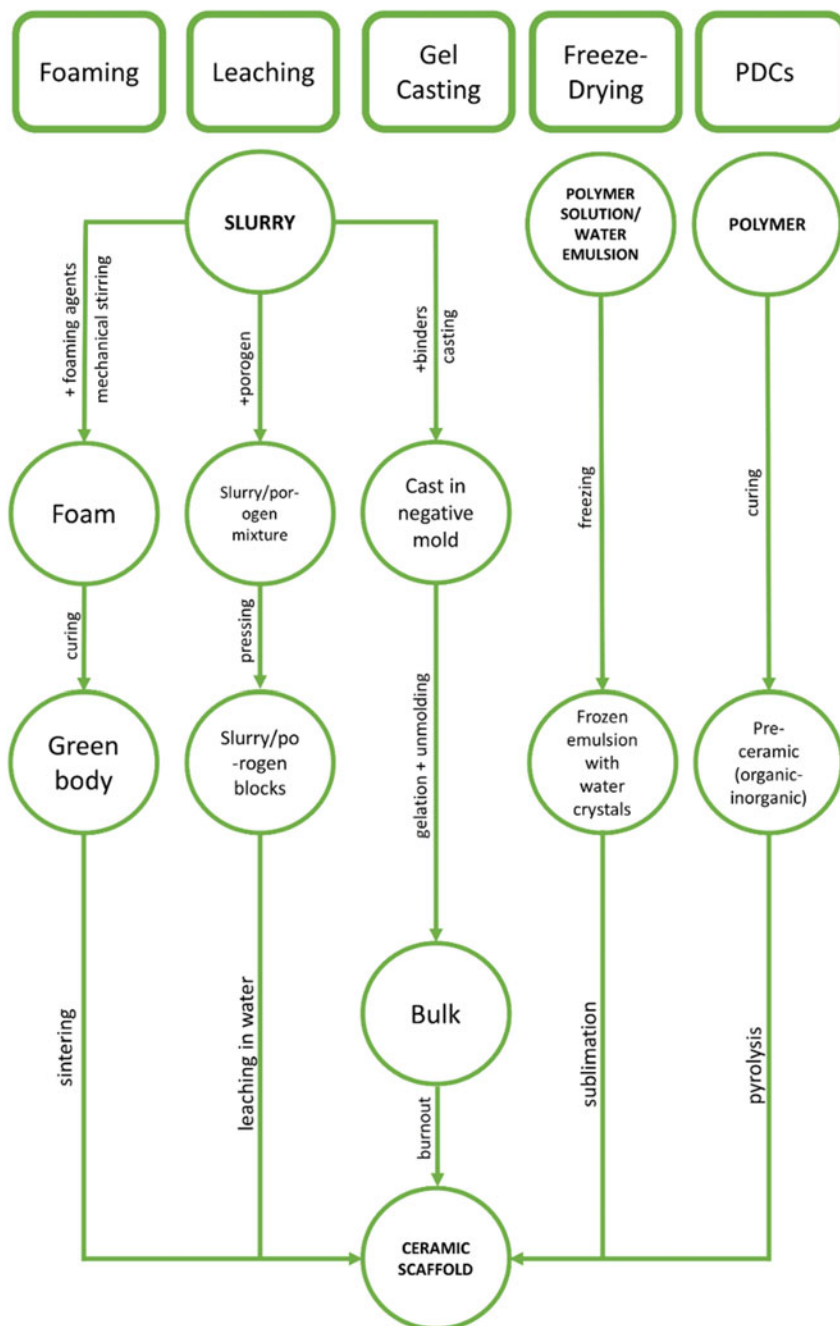 Foaming
Leaching
Gel
Casting
Freeze-
Drying
PDCs
SLURRY
POLYMER
SOLUTION/
WATER
EMULSION
POLYMER
+ foaming agents
mechanical stirring
+porogen
+binders
casting
freezing
curing
Foam
Slurry/por-
ogen
mixture
Cast in
negative
mold
curing
pressing
gelation + unmolding
Green
body
Slurry/po
-rogen
blocks
Frozen
emulsion
with
water
crystals
Pre-
ceramic
(organic-
inorganic)
Bulk
sintering
leaching in water
burnout
sublimation
pyrolysis
CERAMIC
SCAFFOLD